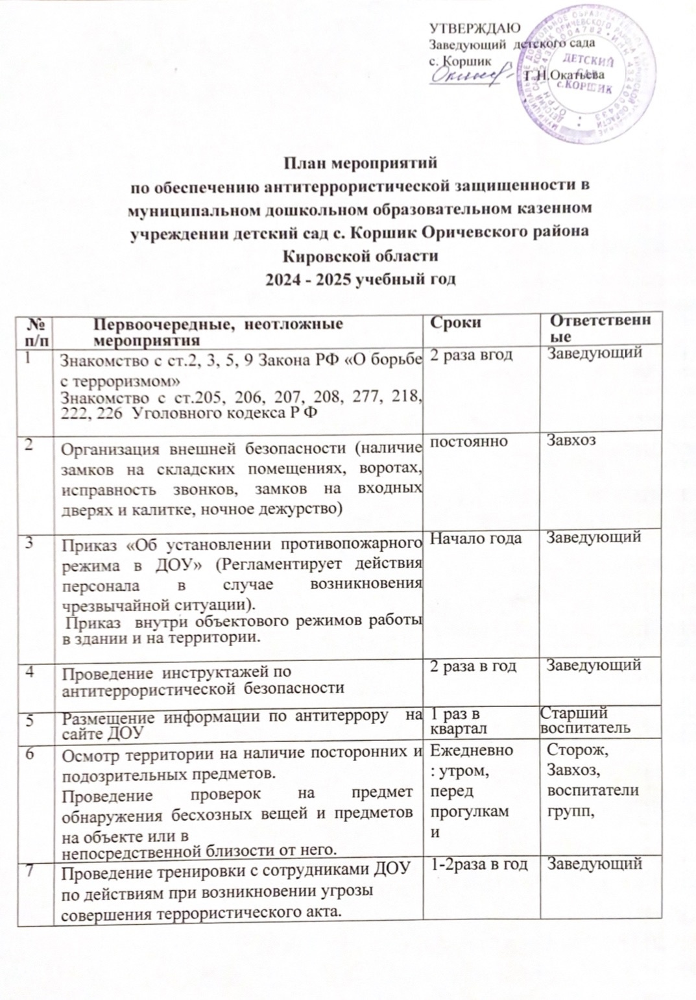 УТВЕРЖДАЮ
Заведующий детского сада
с. Коршик
Г.Н.Окатьева
ДЕТСКИЙ
САД
с.КОРШИК
План мероприятий
по обеспечению антитеррористической защищенности в
муниципальном дошкольном образовательном казенном
учреждении детский сад с. Коршик Оричевского района
Кировской области
2024 - 2025 учебный год
№ Первоочередные, неотложные Сроки Ответственн
п/п мероприятия ые
1 Знакомство с ст.2, 3, 5, 9 Закона РФ «О борьбе 2 раза вгод Заведующий
с терроризмом»
Знакомство с ст.205, 206, 207, 208, 277, 218,
222, 226 Уголовного кодекса Р Ф
2 Организация внешней безопасности (наличие постоянно Завхоз
замков на складских помещениях, воротах,
исправность звонков, замков на входных
дверях и калитке, ночное дежурство)
3 Приказ «Об установлении противопожарного Начало года Заведующий
режима в ДОУ» (Регламентирует действия
персонала в случае возникновения
чрезвычайной ситуации).
Приказ внутри объектового режимов работы
в здании и на территории.
4 Проведение инструктажей по 2 раза в год Заведующий
антитеррористической безопасности
5 Размещение информации по антитеррору на 1 раз в Старший
сайте ДОУ квартал воспитатель
6 Осмотр территории на наличие посторонних и Ежедневно Сторож,
подозрительных предметов. : утром, Завхоз,
Проведение проверок на предмет перед воспитатели
обнаружения бесхозных вещей и предметов прогулкам групп,
на объекте или в и
непосредственной близости от него.
7 Проведение тренировки с сотрудниками ДОУ 1-2раза в год Заведующий
по действиям при возникновении угрозы
совершения террористического акта.